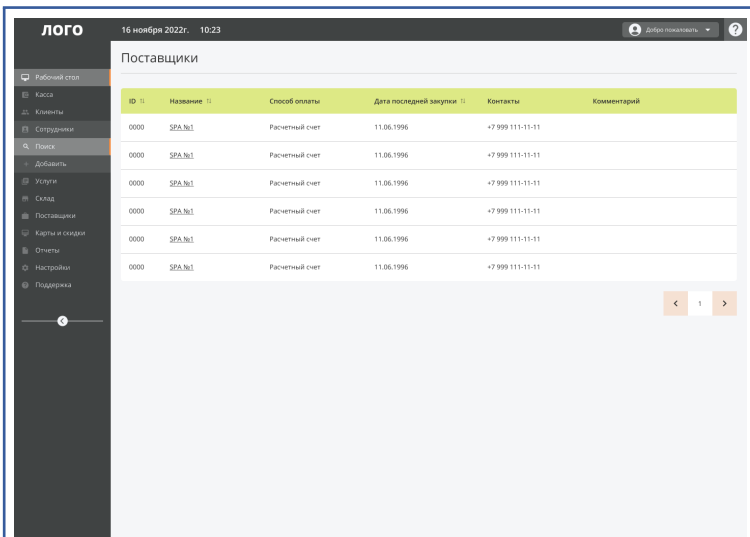 ЛОГО
16 ноября 2022г. 10:23
Добро пожаловать
?
Поставщики
Рабочий стол
Касса
Клиенты
Сотрудники
Поиск
Добавить
Услуги
Склад
Поставщики
Карты и скидки
Отчеты
Настройки
Поддержка
ID Название Способ оплаты Дата последней закупки Контакты Комментарий
0000 SPA №1 Расчетный счет 11.06.1996 +7 999 111-11-11
0000 SPA №1 Расчетный счет 11.06.1996 +7 999 111-11-11
0000 SPA №1 Расчетный счет 11.06.1996 +7 999 111-11-11
0000 SPA №1 Расчетный счет 11.06.1996 +7 999 111-11-11
0000 SPA №1 Расчетный счет 11.06.1996 +7 999 111-11-11
0000 SPA №1 Расчетный счет 11.06.1996 +7 999 111-11-11
1